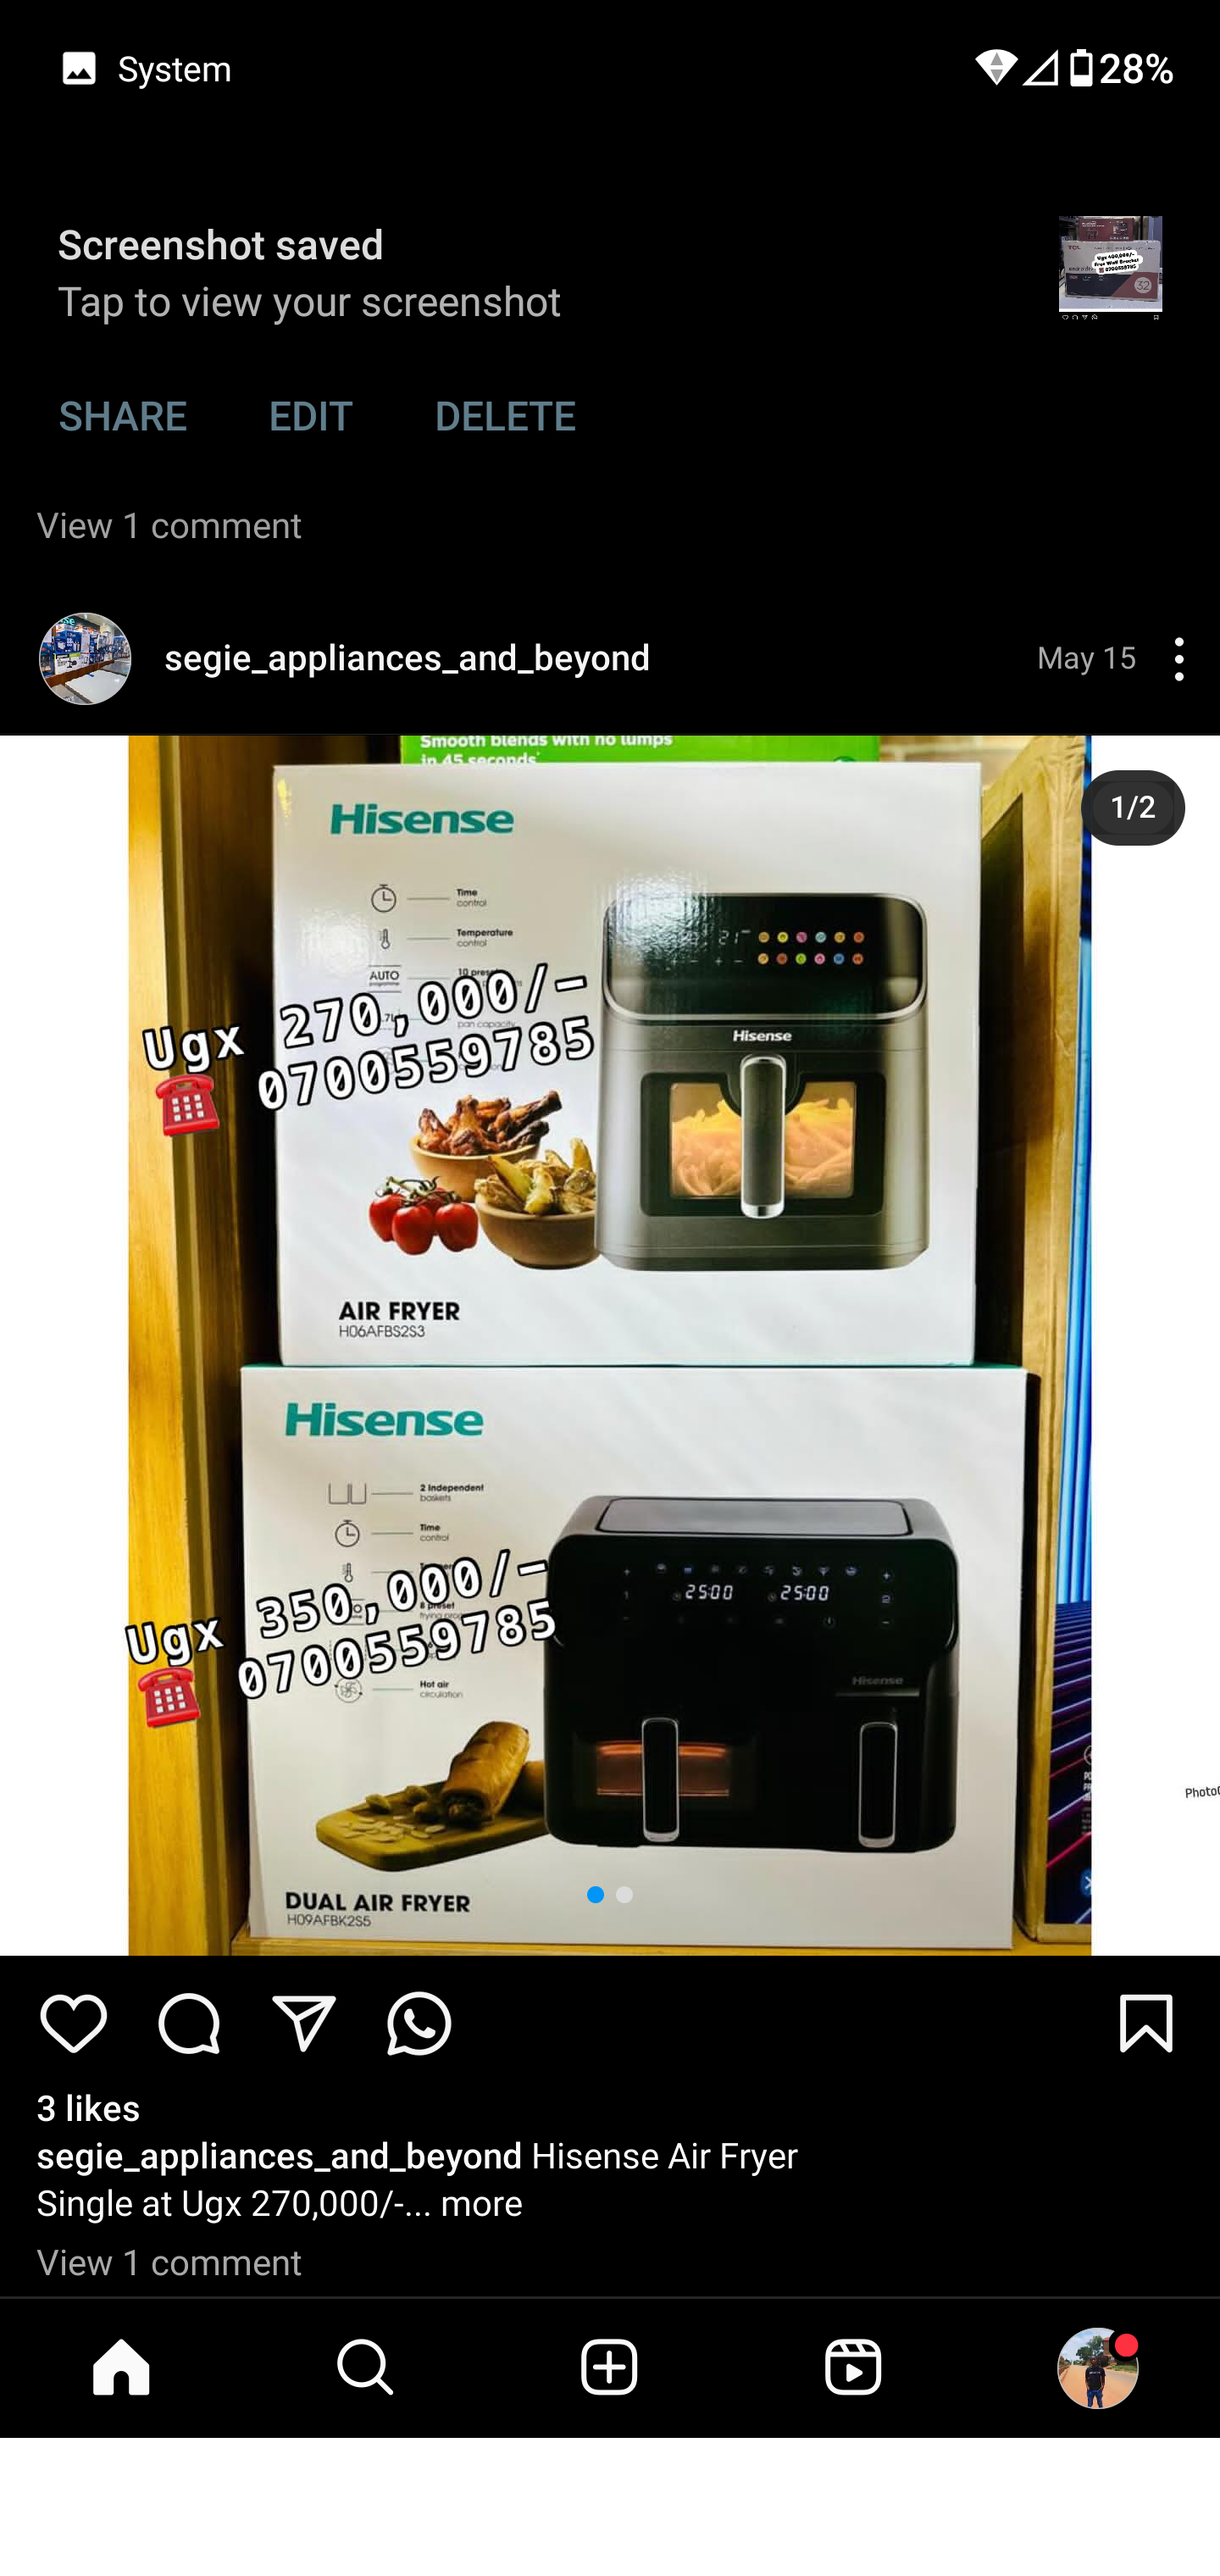 System
28%
Screenshot saved
Tap to view your screenshot
SHARE EDIT DELETE
View 1 comment
segie_appliances_and_beyond
May 15
Smooth blends with no lumps
in 45 seconds
1/2
Hisense
Time
control
Temperature
control
AUTO
Ugx 270,000/-
☎ 0700559785
Hisense
AIR FRYER
H06AFBS2S3
Hisense
2 Independent
baskets
Time
control
Ugx 350,000/-
☎ 0700559785
Hot air
circulation
25:00 25:00
Hisense
DUAL AIR FRYER
H09AFBK2S5
3 likes
segie_appliances_and_beyond Hisense Air Fryer
Single at Ugx 270,000/-... more
View 1 comment